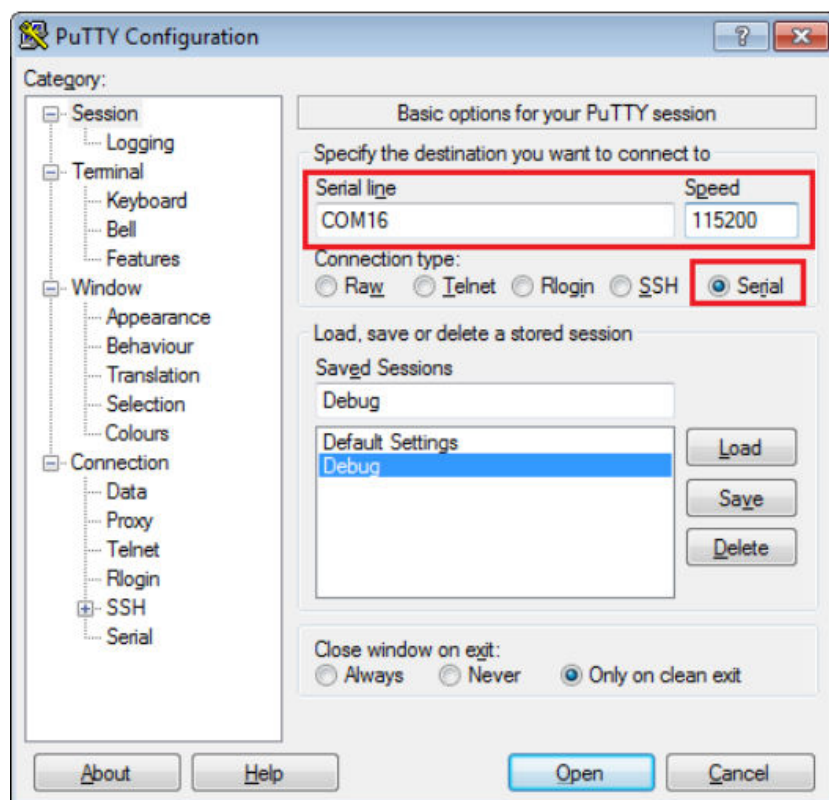 PuTTY Configuration
Category:
Session
Logging
Terminal
Keyboard
Bell
Features
Window
Appearance
Behaviour
Translation
Selection
Colours
Connection
Data
Proxy
Telnet
Rlogin
SSH
Serial
Basic options for your PuTTY session
Specify the destination you want to connect to
Serial line Speed
COM16 115200
Connection type:
Raw Telnet Rlogin SSH Serial
Load, save or delete a stored session
Saved Sessions
Debug
Default Settings
Debug
Load
Save
Delete
Close window on exit:
Always Never Only on clean exit
About Help Open Cancel